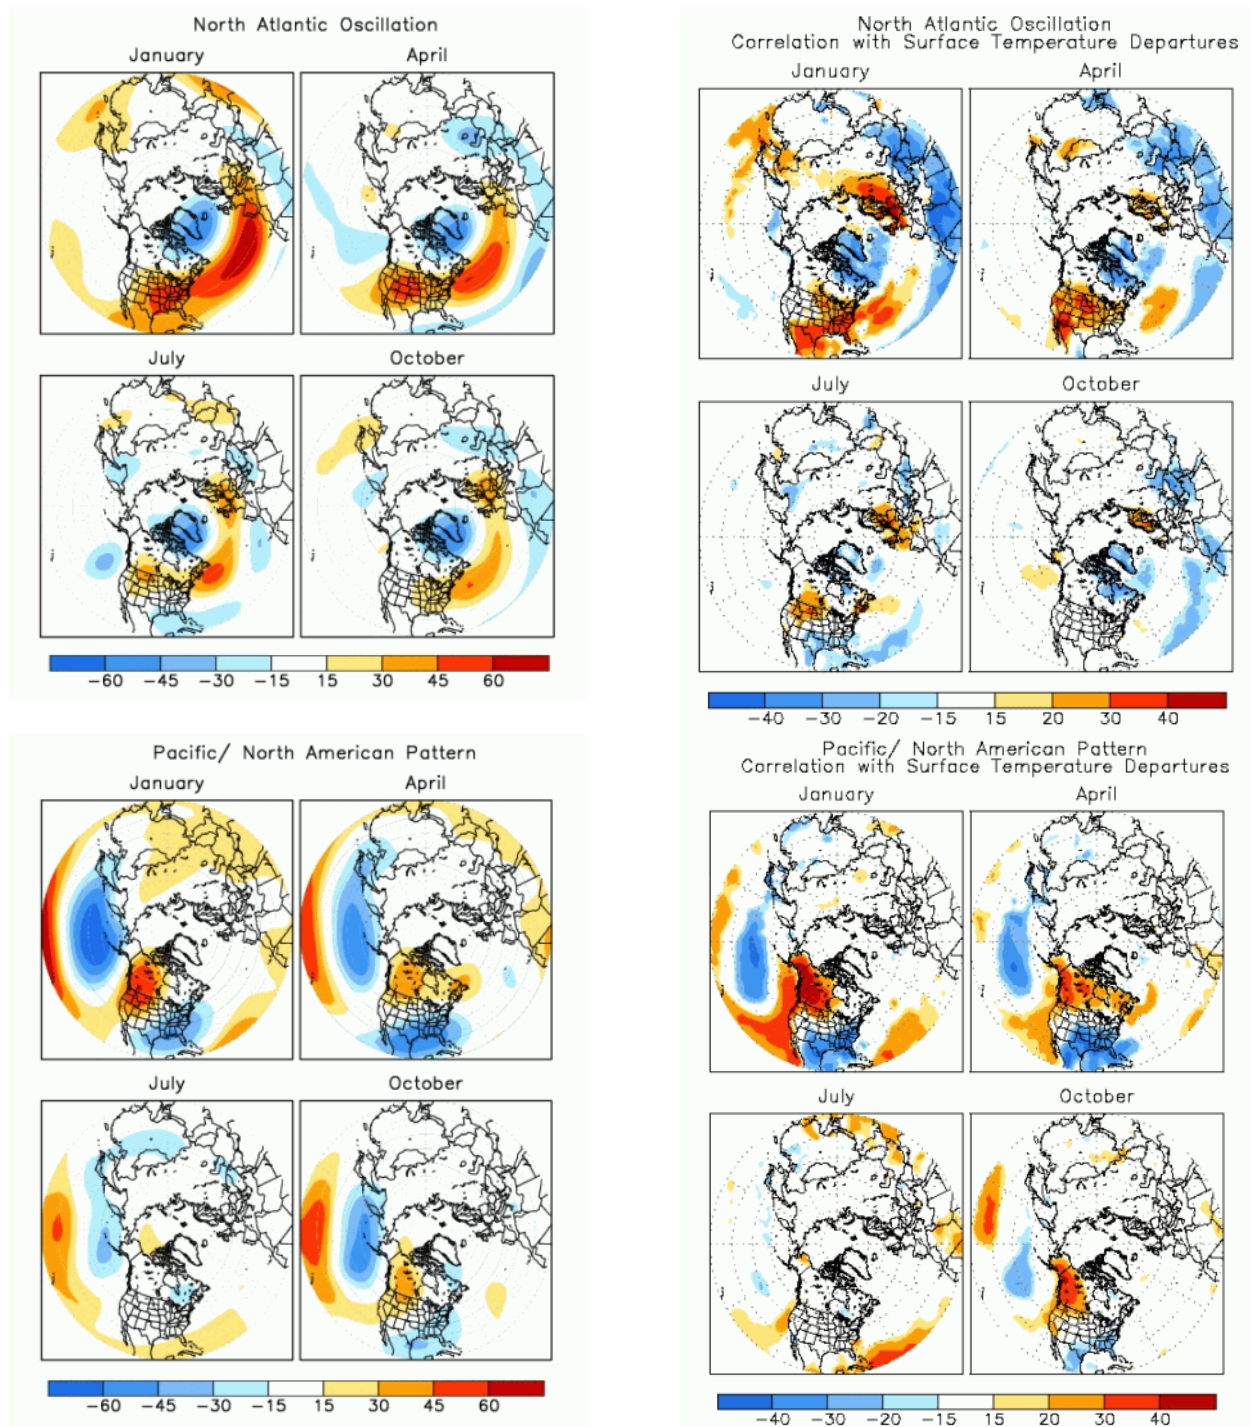 North Atlantic Oscillation
January
April
July
October
−60 −45 −30 −15 15 30 45 60
North Atlantic Oscillation
Correlation with Surface Temperature Departures
January
April
July
October
−40 −30 −20 −15 15 20 30 40
Pacific/ North American Pattern
January
April
July
October
−60 −45 −30 −15 15 30 45 60
Pacific/ North American Pattern
Correlation with Surface Temperature Departures
January
April
July
October
−40 −30 −20 −15 15 20 30 40